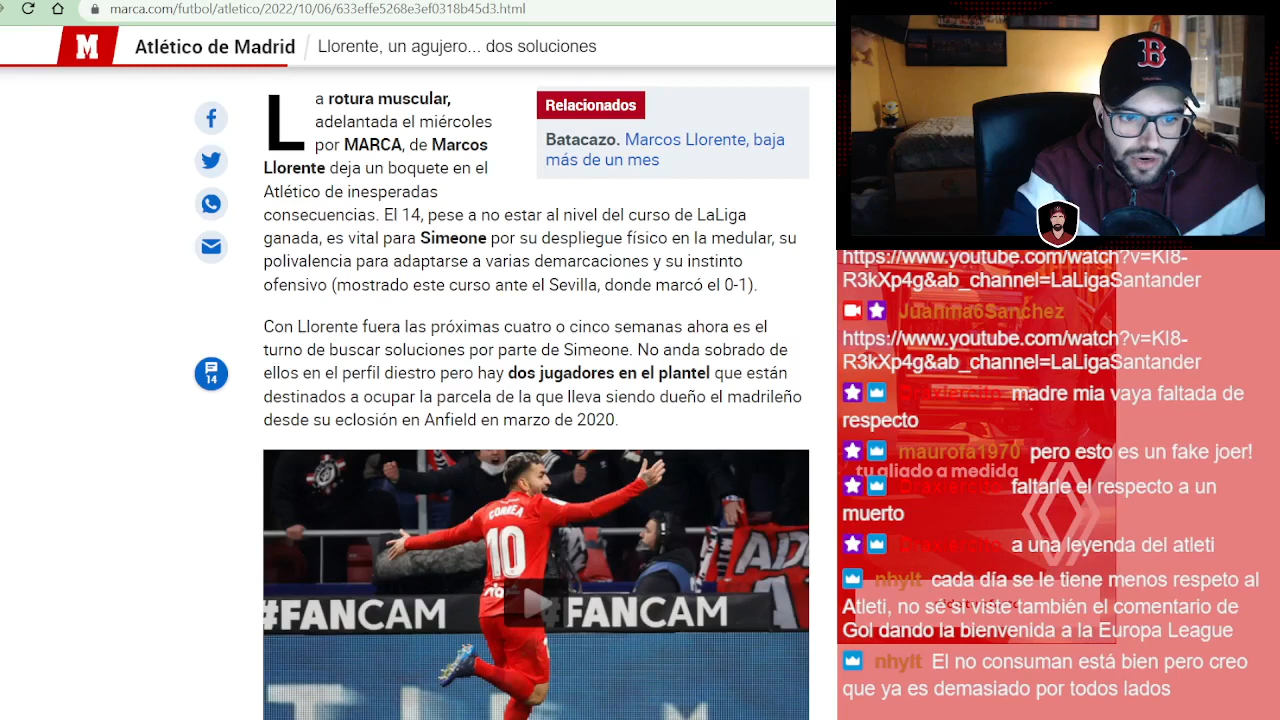 marca.com/futbol/atletico/2022/10/06/633effe5268e3ef0318b45d3.html
M
Atlético de Madrid
Llorente, un agujero... dos soluciones
La rotura muscular,
adelantada el miércoles
por MARCA, de Marcos
Llorente deja un boquete en el
Atlético de inesperadas
consecuencias. El 14, pese a no estar al nivel del curso de LaLiga
ganada, es vital para Simeone por su despliegue físico en la medular, su
polivalencia para adaptarse a varias demarcaciones y su instinto
ofensivo (mostrado este curso ante el Sevilla, donde marcó el 0-1).
Relacionados
Batacazo. Marcos Llorente, baja
más de un mes
14
Con Llorente fuera las próximas cuatro o cinco semanas ahora es el
turno de buscar soluciones por parte de Simeone. No anda sobrado de
efectivos en el perfil diestro pero hay dos jugadores en el plantel que están
destinados a ocupar la parcela de la que lleva siendo dueño el madrileño
desde su eclosión en Anfield en marzo de 2020.
CORREA
10
#FANCAM
#FANCAM
B
https://www.youtube.com/watch?v=KI8-
R3kXp4g&ab_channel=LaLigaSantander
Juanma6Sanchez
https://www.youtube.com/watch?v=KI8-
R3kXp4g&ab_channel=LaLigaSantander
madre mia vaya faltada de
respecto
maurofa1970 pero esto es un fake joer!
tu aliado a medida
faltarle el respecto a un
muerto
a una leyenda del atleti
nhylt cada día se le tiene menos respeto al
Atleti, no sé si viste también el comentario de
Gol dando la bienvenida a la Europa League
nhylt El no consuman está bien pero creo
que ya es demasiado por todos lados